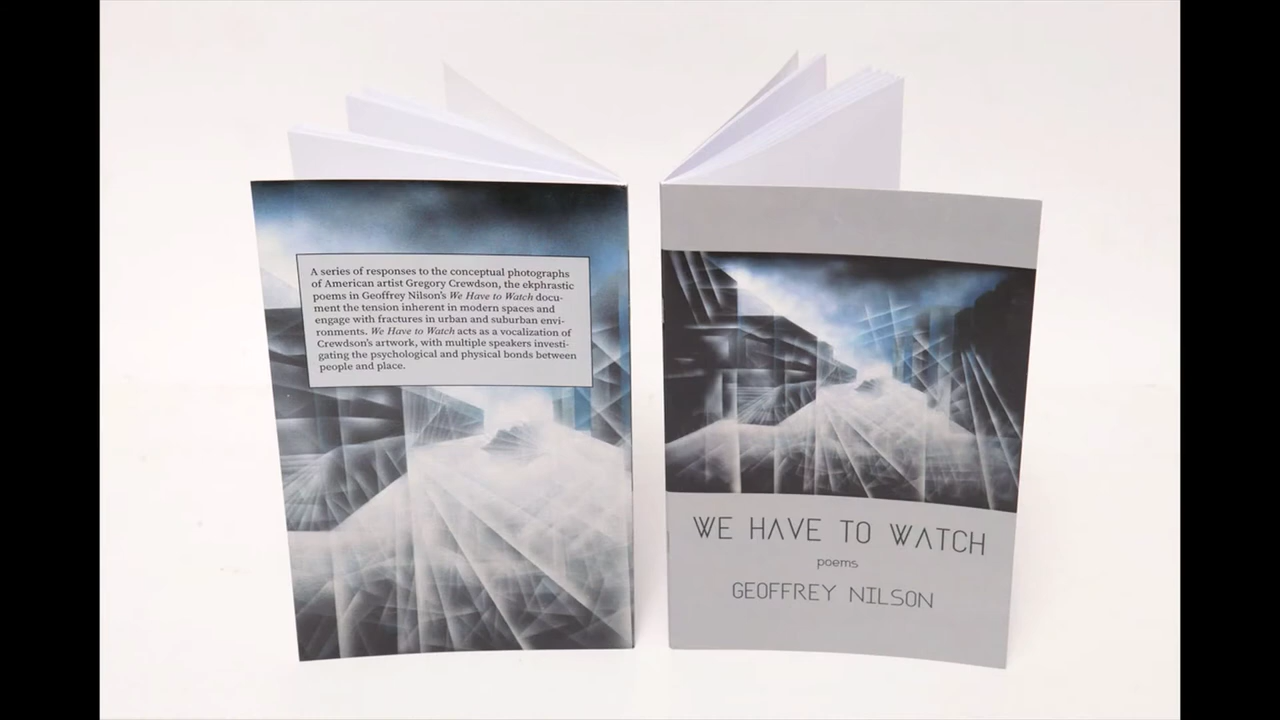 A series of responses to the conceptual photographs
of American artist Gregory Crewdson, the ekphrastic
poems in Geoffrey Nilson's We Have to Watch docu-
ment the tension inherent in modern spaces and
engage with fractures in urban and suburban envi-
ronments. We Have to Watch acts as a vocalization of
Crewdson's artwork, with multiple speakers investi-
gating the psychological and physical bonds between
people and place.
WE HAVE TO WATCH
poems
GEOFFREY NILSON